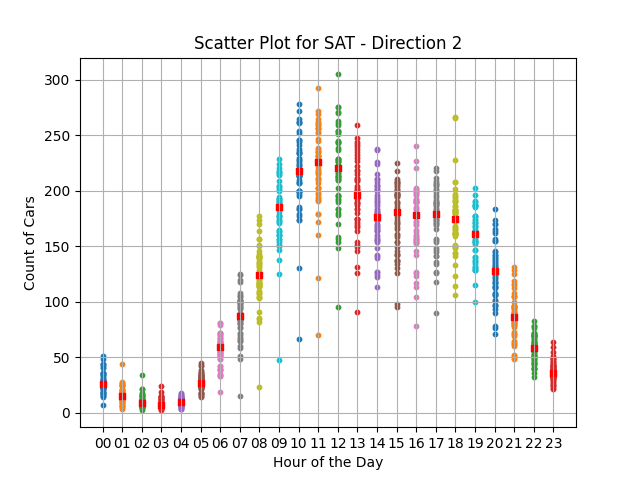 Scatter Plot for SAT - Direction 2
Count of Cars
300
250
200
150
100
50
0
00 01 02 03 04 05 06 07 08 09 10 11 12 13 14 15 16 17 18 19 20 21 22 23
Hour of the Day